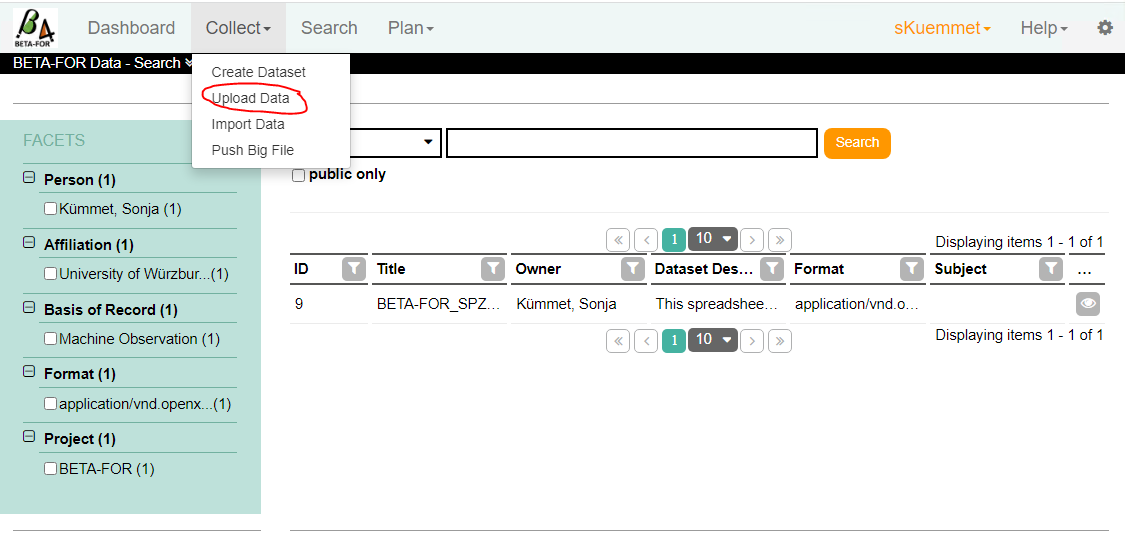 BETA-FOR
Dashboard Collect Search Plan sKuemmet Help
BETA-FOR Data - Search
Create Dataset
Upload Data
Import Data
Push Big File
FACETS
Person (1)
Kümmet, Sonja (1)
Affiliation (1)
University of Würzbur...(1)
Basis of Record (1)
Machine Observation (1)
Format (1)
application/vnd.openx...(1)
Project (1)
BETA-FOR (1)
Search
public only
« < 1 10 > » Displaying items 1 - 1 of 1
ID Title Owner Dataset Des... Format Subject ...
9 BETA-FOR_SPZ... Kümmet, Sonja This spreadshee... application/vnd.o...
« < 1 10 > » Displaying items 1 - 1 of 1